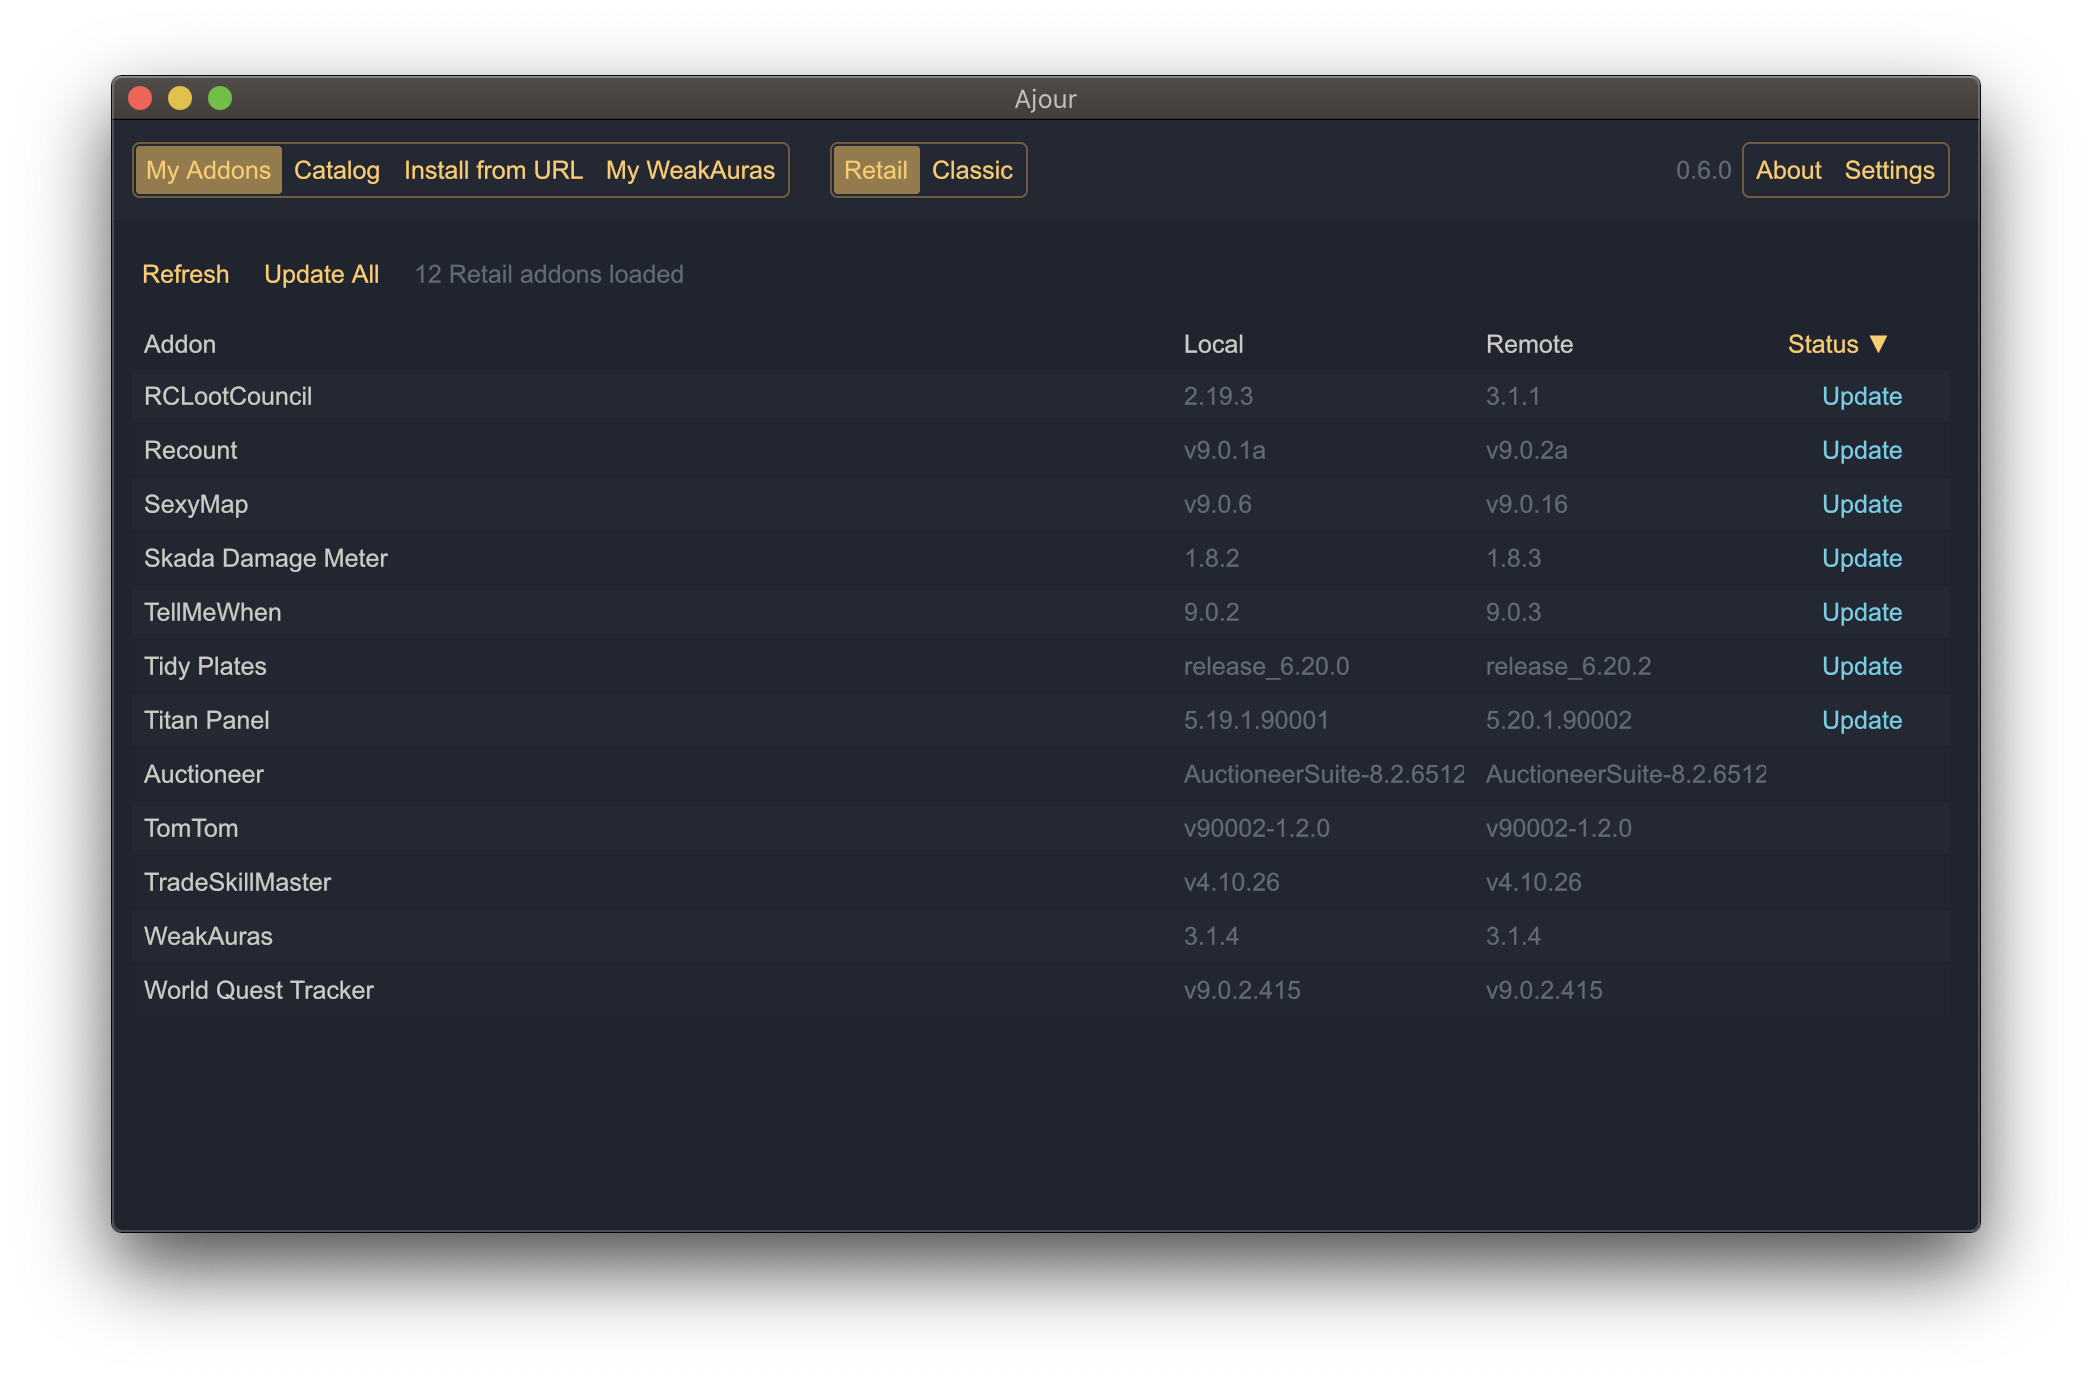 Ajour
My Addons Catalog Install from URL My WeakAuras Retail Classic 0.6.0 About Settings
Refresh Update All 12 Retail addons loaded
Addon Local Remote Status ▼
RCLootCouncil 2.19.3 3.1.1 Update
Recount v9.0.1a v9.0.2a Update
SexyMap v9.0.6 v9.0.16 Update
Skada Damage Meter 1.8.2 1.8.3 Update
TellMeWhen 9.0.2 9.0.3 Update
Tidy Plates release_6.20.0 release_6.20.2 Update
Titan Panel 5.19.1.90001 5.20.1.90002 Update
Auctioneer AuctioneerSuite-8.2.6512 AuctioneerSuite-8.2.6512
TomTom v90002-1.2.0 v90002-1.2.0
TradeSkillMaster v4.10.26 v4.10.26
WeakAuras 3.1.4 3.1.4
World Quest Tracker v9.0.2.415 v9.0.2.415